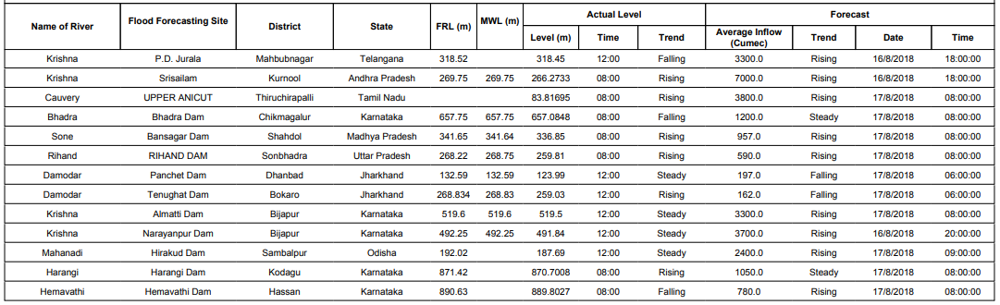 Name of River Flood Forecasting Site District State FRL (m) MWL (m) Actual Level Forecast
Level (m) Time Trend Average Inflow (Cumec) Trend Date Time
Krishna P.D. Jurala Mahbubnagar Telangana 318.52 318.45 12:00 Falling 3300.0 Rising 16/8/2018 18:00:00
Krishna Srisailam Kurnool Andhra Pradesh 269.75 269.75 266.2733 08:00 Rising 7000.0 Rising 16/8/2018 18:00:00
Cauvery UPPER ANICUT Thiruchirapalli Tamil Nadu 83.81695 08:00 Rising 3800.0 Rising 17/8/2018 08:00:00
Bhadra Bhadra Dam Chikmagalur Karnataka 657.75 657.75 657.0848 08:00 Falling 1200.0 Steady 17/8/2018 08:00:00
Sone Bansagar Dam Shahdol Madhya Pradesh 341.65 341.64 336.85 08:00 Rising 957.0 Rising 17/8/2018 08:00:00
Rihand RIHAND DAM Sonbhadra Uttar Pradesh 268.22 268.75 259.81 08:00 Rising 590.0 Rising 17/8/2018 08:00:00
Damodar Panchet Dam Dhanbad Jharkhand 132.59 132.59 123.99 12:00 Steady 197.0 Falling 17/8/2018 06:00:00
Damodar Tenughat Dam Bokaro Jharkhand 268.834 268.83 259.03 12:00 Rising 162.0 Falling 17/8/2018 06:00:00
Krishna Almatti Dam Bijapur Karnataka 519.6 519.6 519.5 12:00 Steady 3300.0 Rising 17/8/2018 08:00:00
Krishna Narayanpur Dam Bijapur Karnataka 492.25 492.25 491.84 12:00 Steady 3700.0 Rising 16/8/2018 20:00:00
Mahanadi Hirakud Dam Sambalpur Odisha 192.02 187.69 12:00 Steady 2400.0 Rising 17/8/2018 09:00:00
Harangi Harangi Dam Kodagu Karnataka 871.42 870.7008 08:00 Rising 1050.0 Steady 17/8/2018 08:00:00
Hemavathi Hemavathi Dam Hassan Karnataka 890.63 889.8027 08:00 Falling 780.0 Rising 17/8/2018 08:00:00